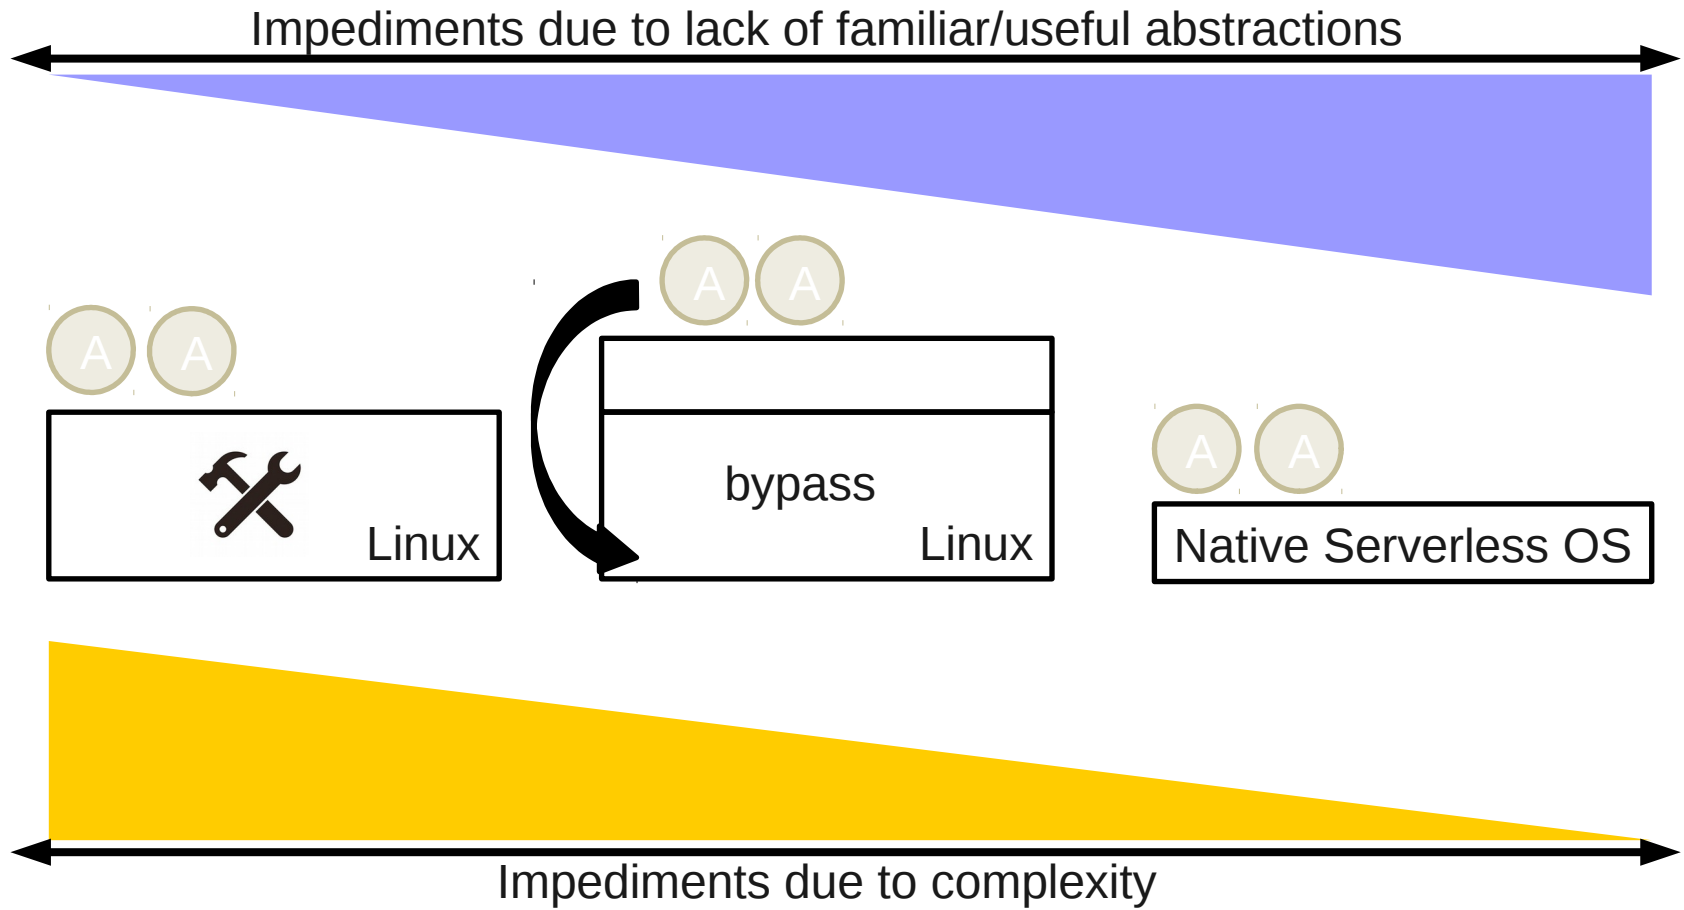 Impediments due to lack of familiar/useful abstractions
A A
A A
A A
bypass
Linux
Linux
Native Serverless OS
Impediments due to complexity